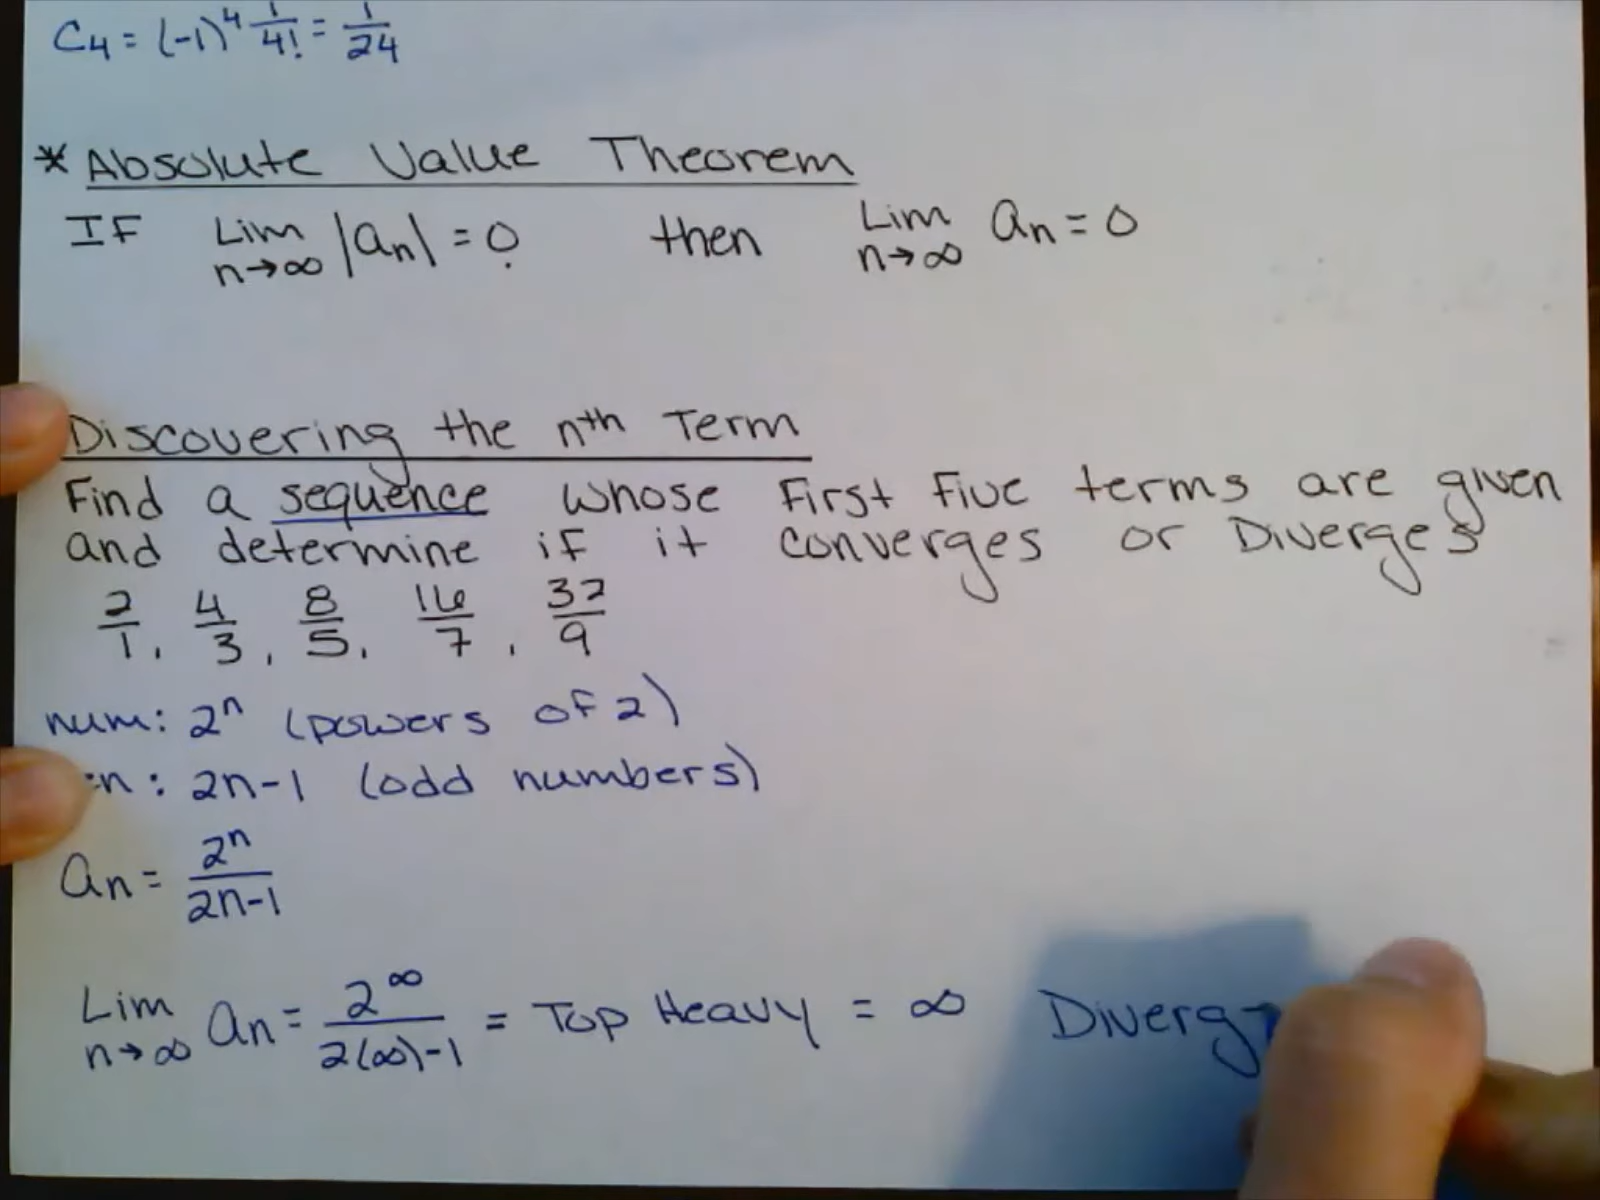 C₄ = (-1)⁴ 1/4! = 1/24
* Absolute Value Theorem
IF Lim n→∞ |aₙ| = 0 then Lim n→∞ aₙ = 0
Discovering the nth Term
Find a sequence whose First Five terms are given
and determine if it converges or Diverges
2/1, 4/3, 8/5, 16/7, 32/9
num: 2ⁿ (powers of 2)
: 2n-1 (odd numbers)
aₙ = 2ⁿ/2n-1
Lim n→∞ aₙ = 2^∞/2(∞)-1 = Top Heavy = ∞